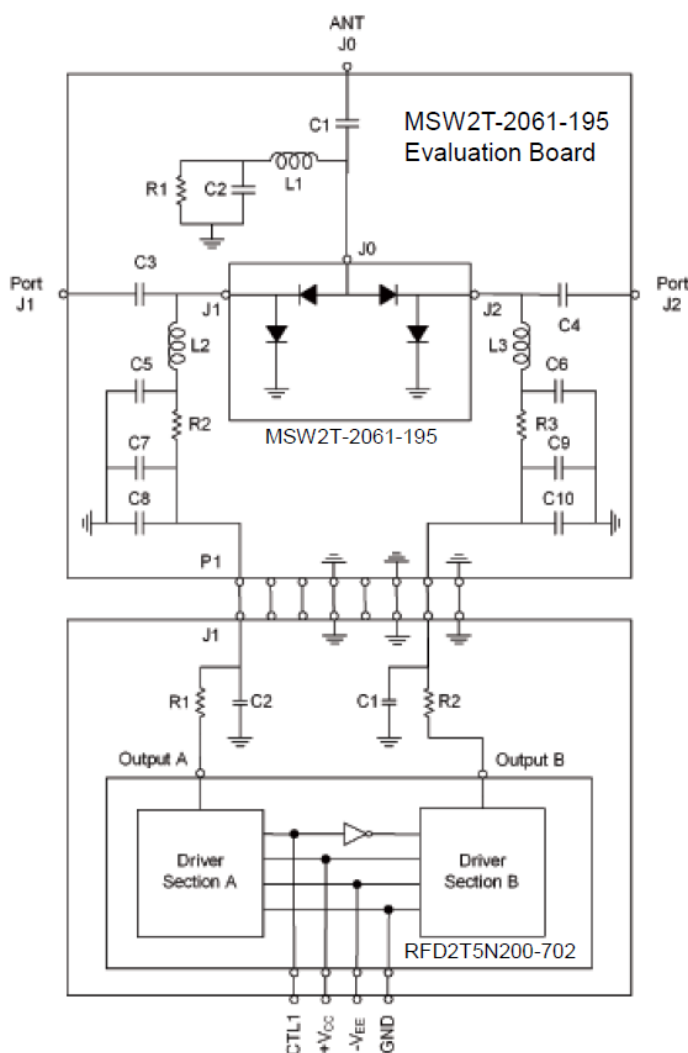 ANT
J0
C1
MSW2T-2061-195
Evaluation Board
R1
C2
L1
J0
Port
J1
C3
J1
J2
C4
Port
J2
L2
L3
C5
C6
R2
R3
MSW2T-2061-195
C7
C9
C8
C10
P1
J1
R1
C2
C1
R2
Output A
Output B
Driver
Section A
Driver
Section B
RFD2T5N200-702
CTL1
+VCC
-VEE
GND